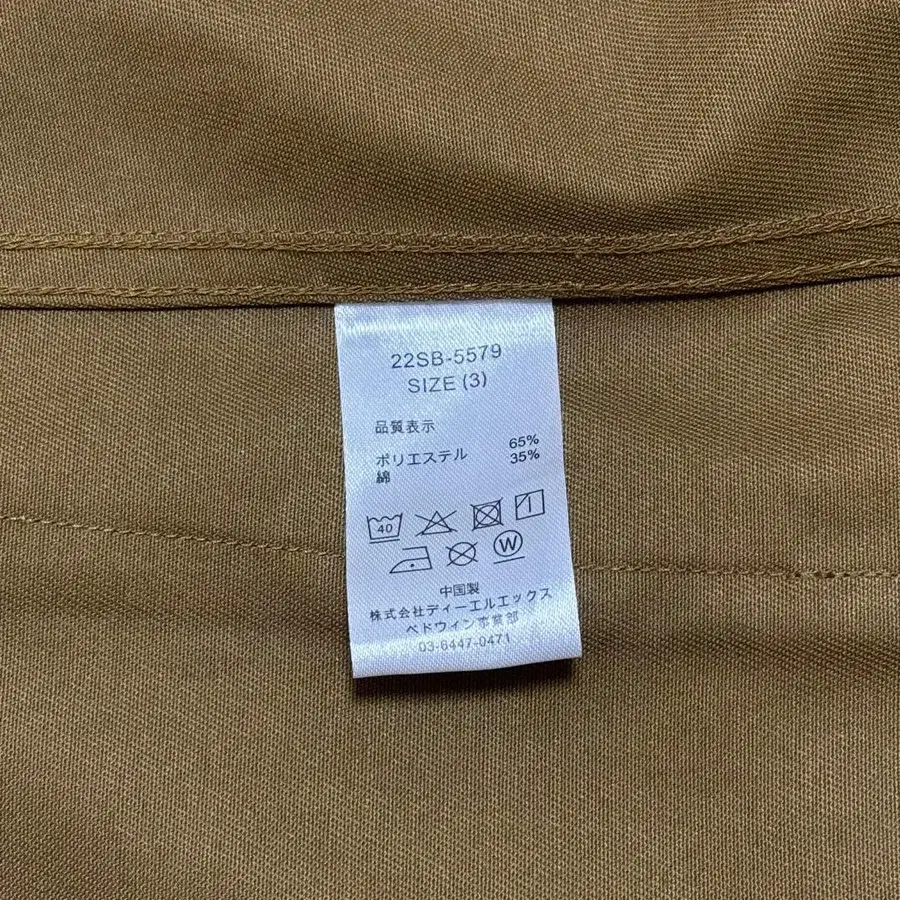 22SB-5579
SIZE (3)
品質表示
ポリエステル 65%
綿 35%
40
W
中国製
株式会社ディーエルエックス
ベドウィン事業部
03-6447-0471